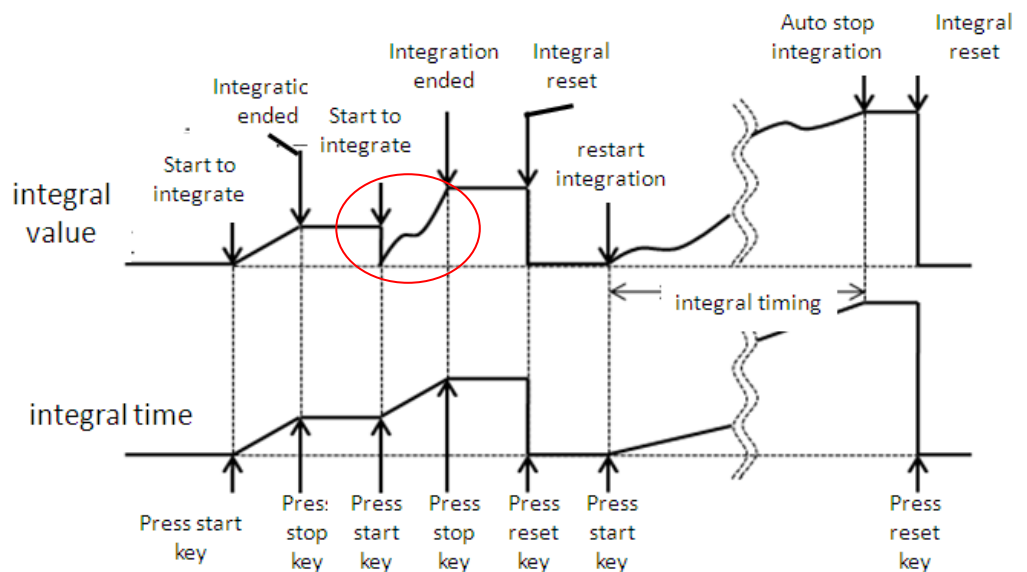 Auto stop
integration
Integral
reset
Integration
ended
Integral
reset
Integratic
ended
Start to
integrate
restart
integration
Start to
integrate
integral
value
integral timing
integral time
Press start
key
Pres:
stop
key
Press
start
key
Press
stop
key
Press
reset
key
Press
start
key
Press
reset
key